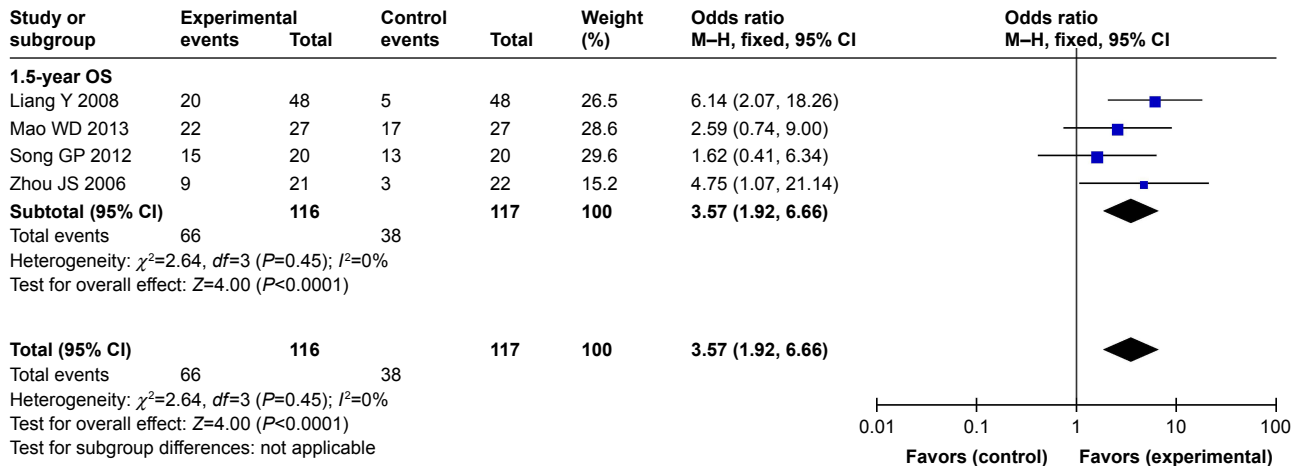 Study or subgroup Experimental events Total Control events Total Weight (%) Odds ratio M–H, fixed, 95% CI Odds ratio M–H, fixed, 95% CI
1.5-year OS
Liang Y 2008 20 48 5 48 26.5 6.14 (2.07, 18.26)
Mao WD 2013 22 27 17 27 28.6 2.59 (0.74, 9.00)
Song GP 2012 15 20 13 20 29.6 1.62 (0.41, 6.34)
Zhou JS 2006 9 21 3 22 15.2 4.75 (1.07, 21.14)
Subtotal (95% CI) 116 117 100 3.57 (1.92, 6.66)
Total events 66 38
Heterogeneity: χ²=2.64, df=3 (P=0.45); I²=0%
Test for overall effect: Z=4.00 (P<0.0001)
Total (95% CI) 116 117 100 3.57 (1.92, 6.66)
Total events 66 38
Heterogeneity: χ²=2.64, df=3 (P=0.45); I²=0%
Test for overall effect: Z=4.00 (P<0.0001)
Test for subgroup differences: not applicable
0.01 0.1 1 10 100
Favors (control) Favors (experimental)